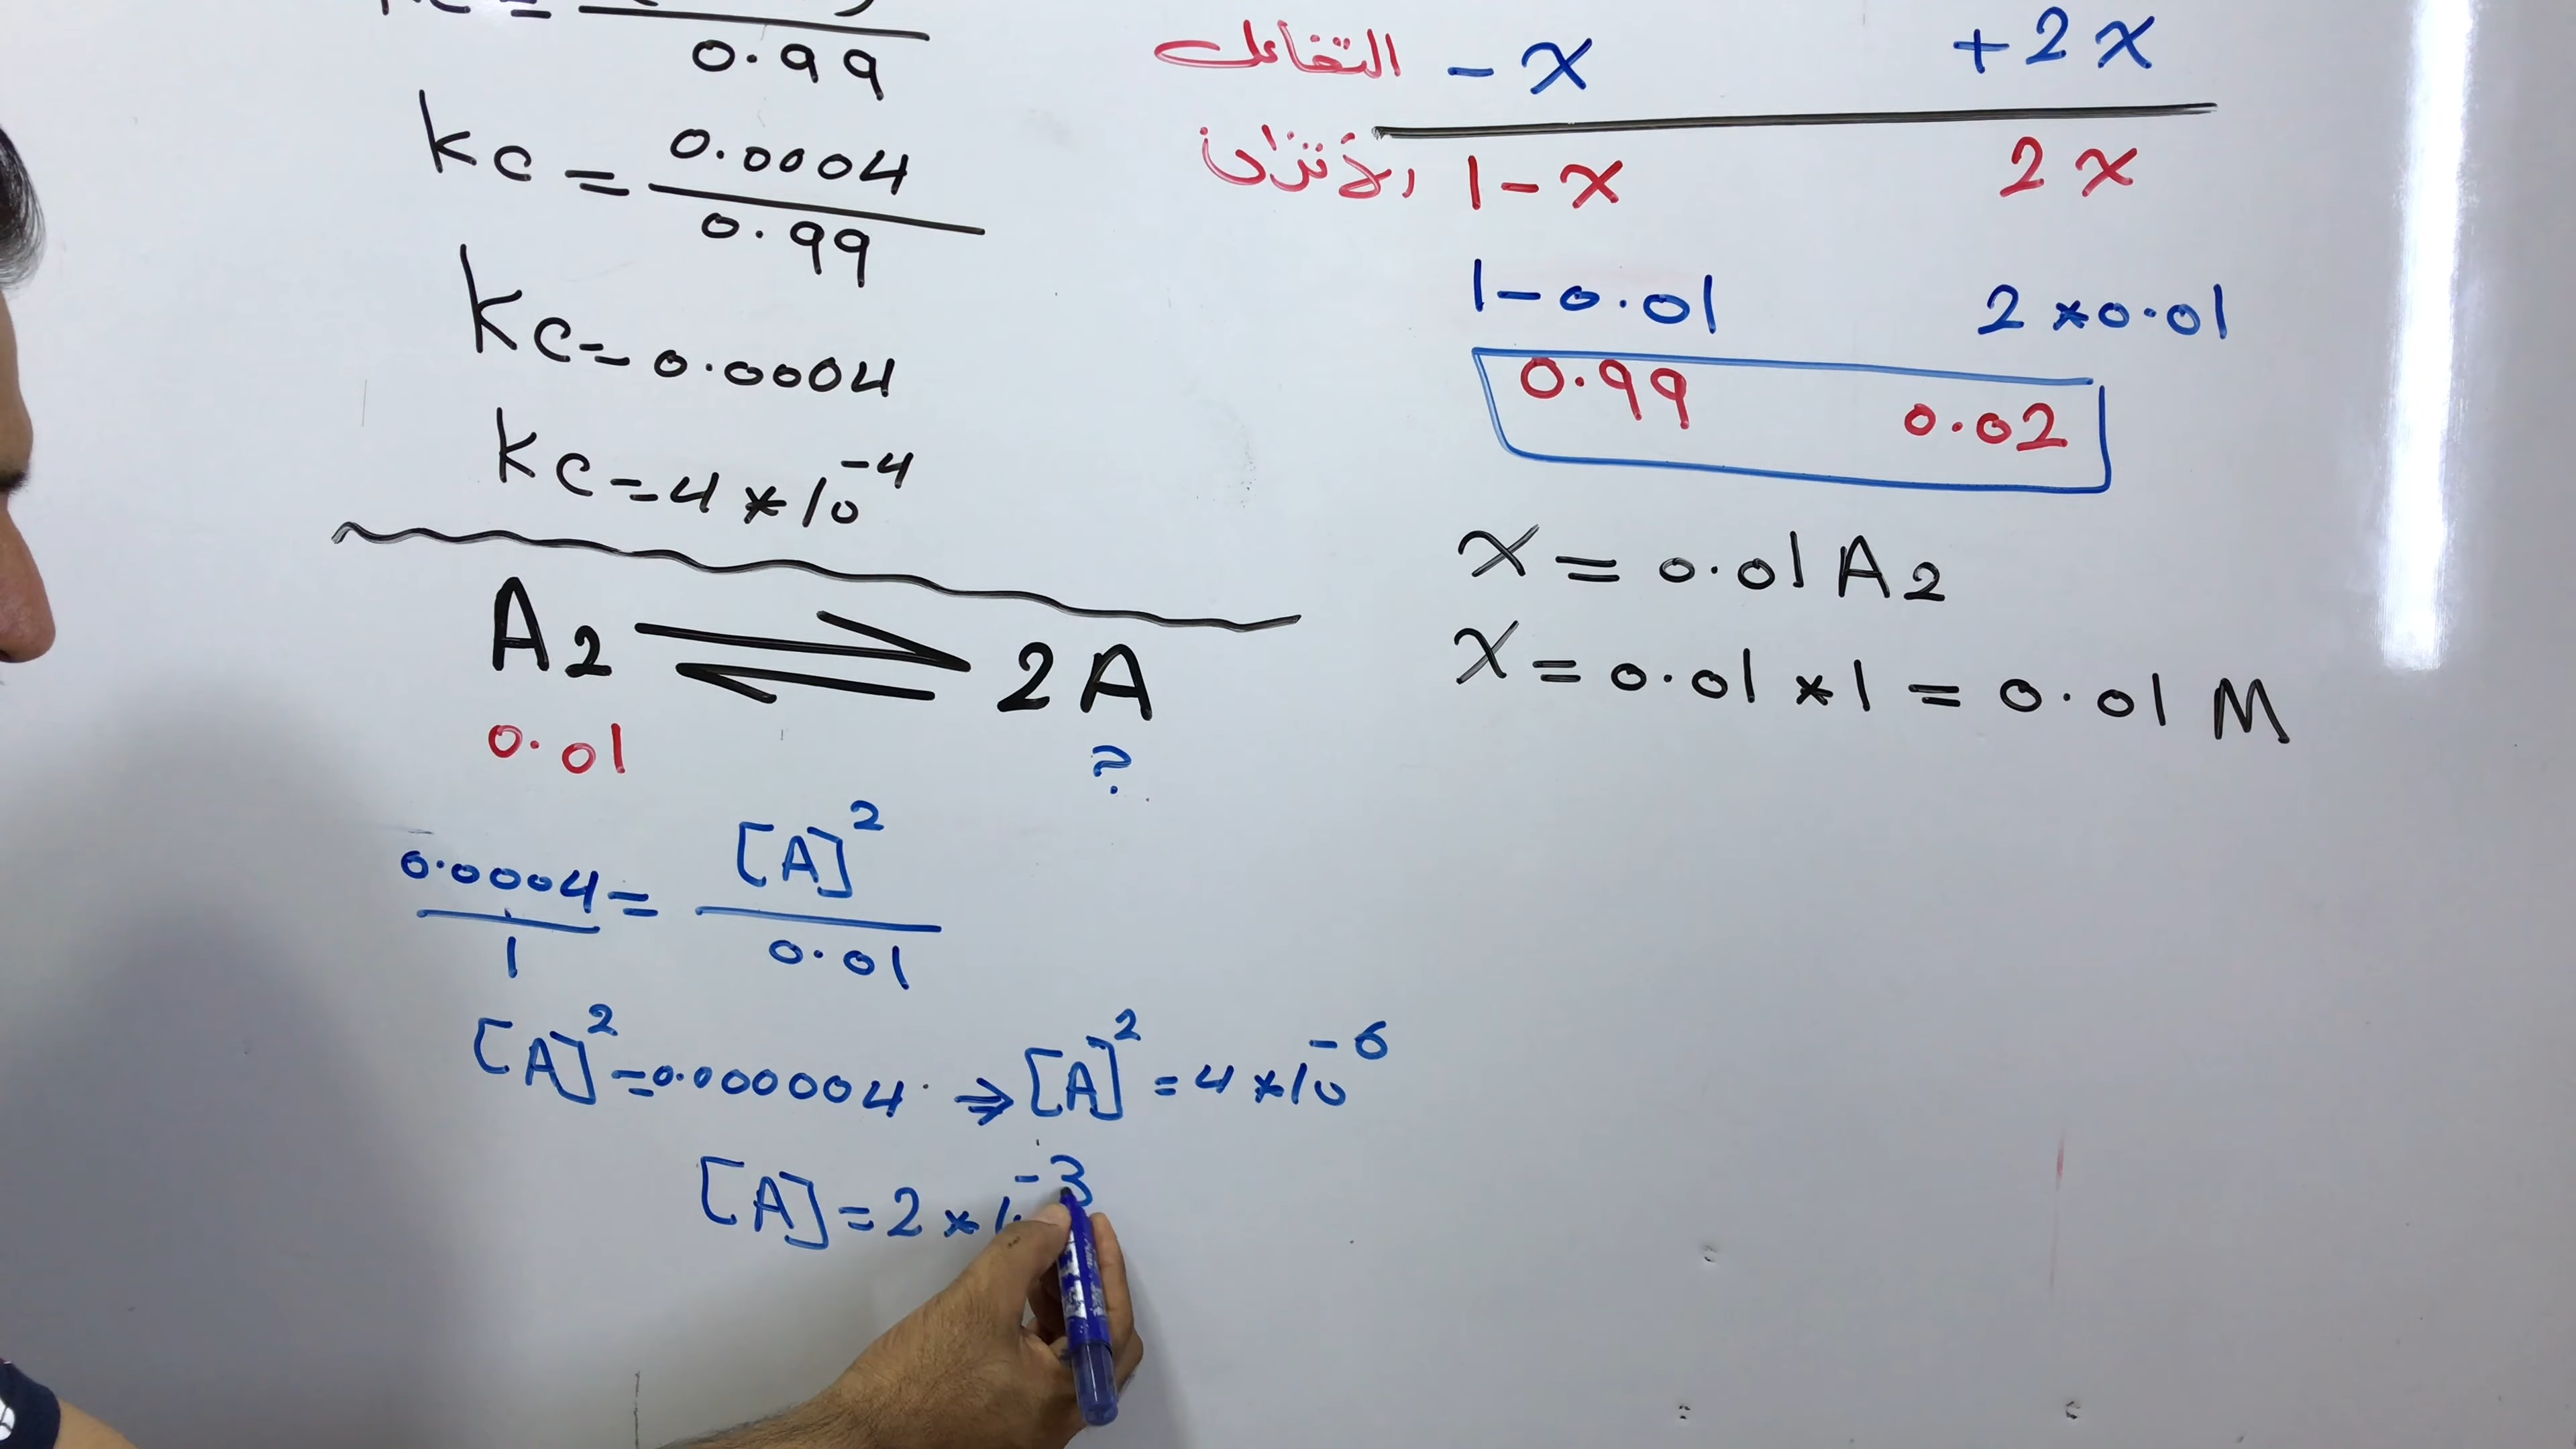 0.99
kc = 0.0004 / 0.99
kc = 0.0004
kc = 4 * 10^-4
A2 ⇌ 2A
0.01 ?
0.0004 / 1 = [A]^2 / 0.01
[A]^2 = 0.000004 ⇒ [A]^2 = 4 * 10^-6
[A] = 2 * 10^-3
التفاعل - x + 2x
الأتزان 1 - x 2x
1 - 0.01 2 * 0.01
0.99 0.02
x = 0.01 A2
x = 0.01 * 1 = 0.01 M